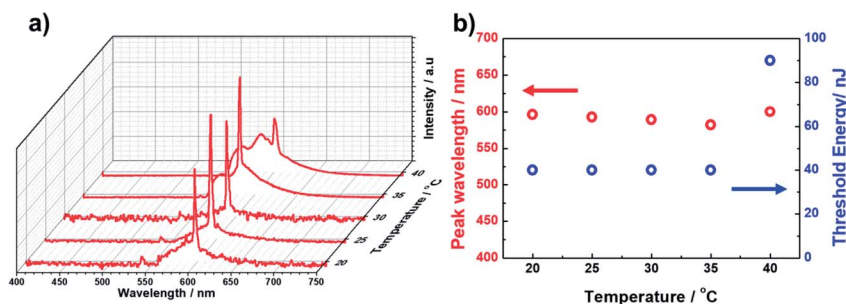 a)
Intensity / a.u
40
35
30
25
20
Temperature / °C
400 450 500 550 600 650 700 750
Wavelength / nm
b)
700
650
600
550
500
450
400
Peak wavelength / nm
100
80
60
40
20
0
Threshold Energy/ nJ
20 25 30 35 40
Temperature / °C